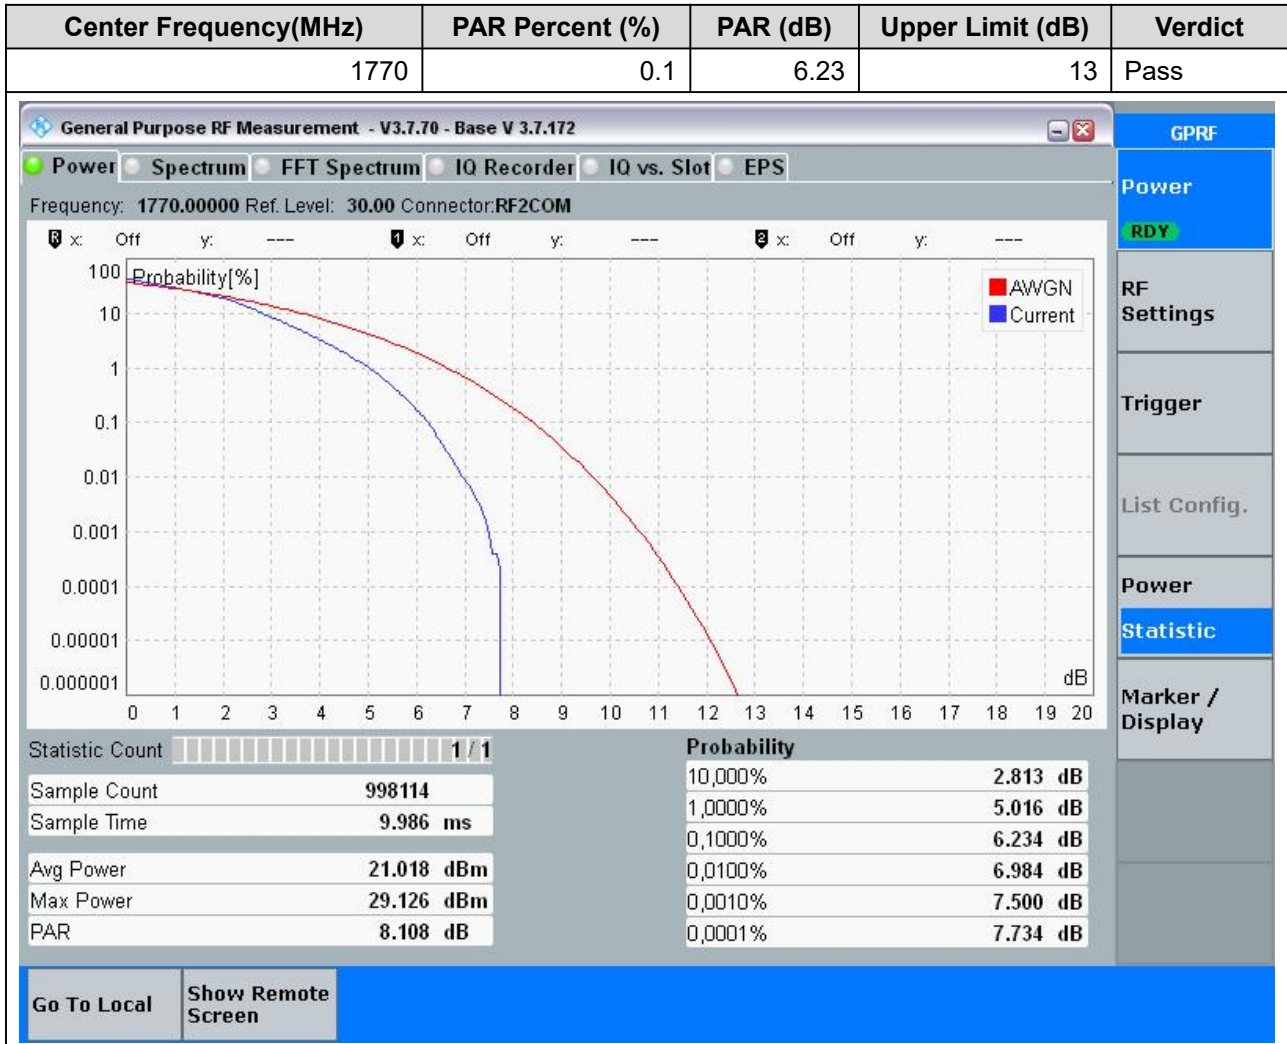 Center Frequency(MHz) PAR Percent (%) PAR (dB) Upper Limit (dB) Verdict
1770 0.1 6.23 13 Pass
General Purpose RF Measurement - V3.7.70 - Base V 3.7.172
GPRF
Power Spectrum FFT Spectrum IQ Recorder IQ vs. Slot EPS
Frequency: 1770.00000 Ref. Level: 30.00 Connector:RF2COM
R x: Off y: --- 1 x: Off y: --- 2 x: Off y: ---
Probability[%]
100
10
1
0.1
0.01
0.001
0.0001
0.00001
0.000001
AWGN
Current
dB
0 1 2 3 4 5 6 7 8 9 10 11 12 13 14 15 16 17 18 19 20
Statistic Count 1 / 1
Sample Count 998114
Sample Time 9.986 ms
Avg Power 21.018 dBm
Max Power 29.126 dBm
PAR 8.108 dB
Probability
10,000% 2.813 dB
1,0000% 5.016 dB
0,1000% 6.234 dB
0,0100% 6.984 dB
0,0010% 7.500 dB
0,0001% 7.734 dB
Power
RDY
RF
Settings
Trigger
List Config.
Power
Statistic
Marker /
Display
Go To Local
Show Remote
Screen